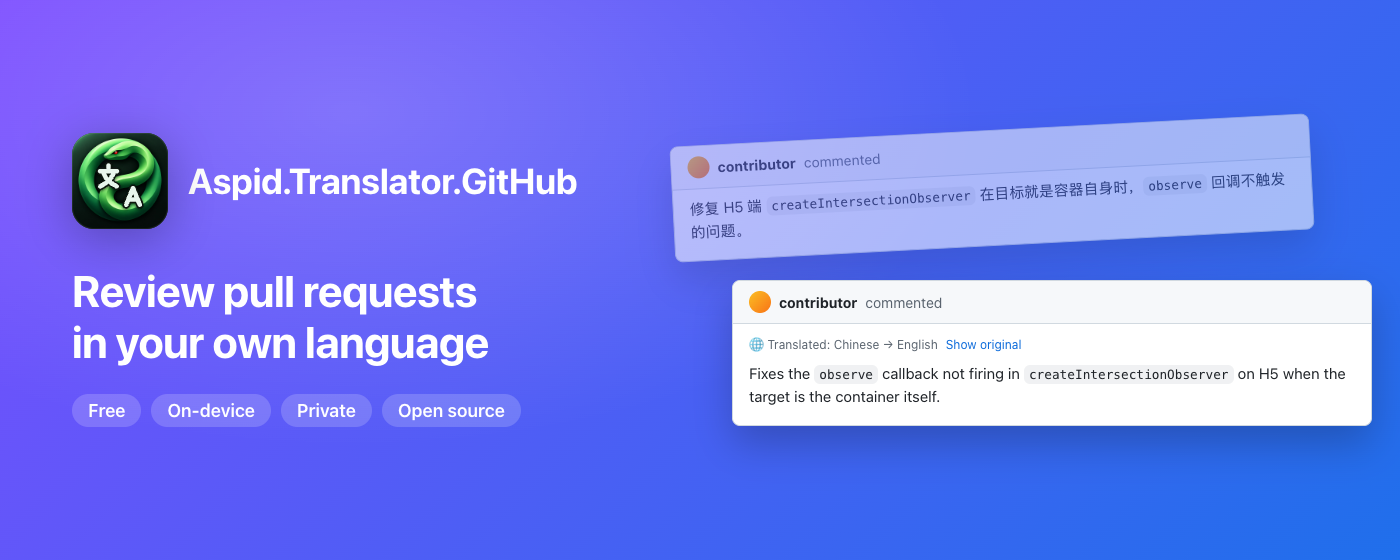 文
A
Aspid.Translator.GitHub
Review pull requests
in your own language
Free
On-device
Private
Open source
contributor commented
修复 H5 端 createIntersectionObserver 在目标就是容器自身时，observe 回调不触发
的问题。
contributor commented
Translated: Chinese → English Show original
Fixes the observe callback not firing in createIntersectionObserver on H5 when the
target is the container itself.